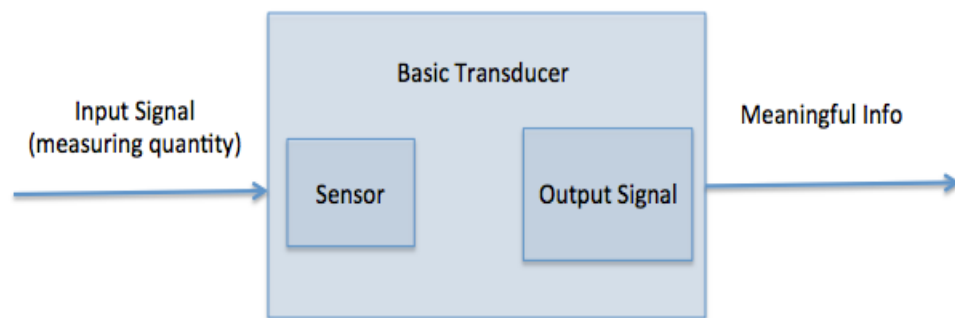 Basic Transducer
Input Signal
(measuring quantity)
Meaningful Info
Sensor
Output Signal